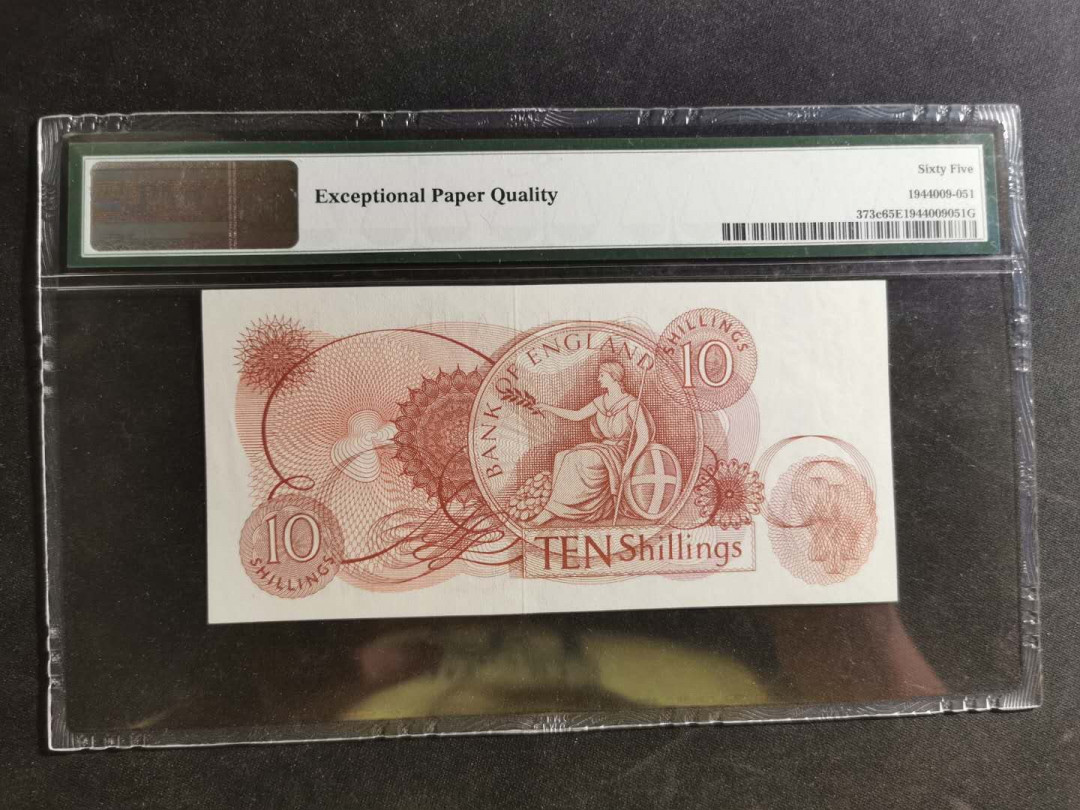 Exceptional Paper Quality
Sixty Five
1944009-051
373c65E1944009051G
BANK OF ENGLAND
10
SHILLINGS
10
SHILLINGS
TEN Shillings